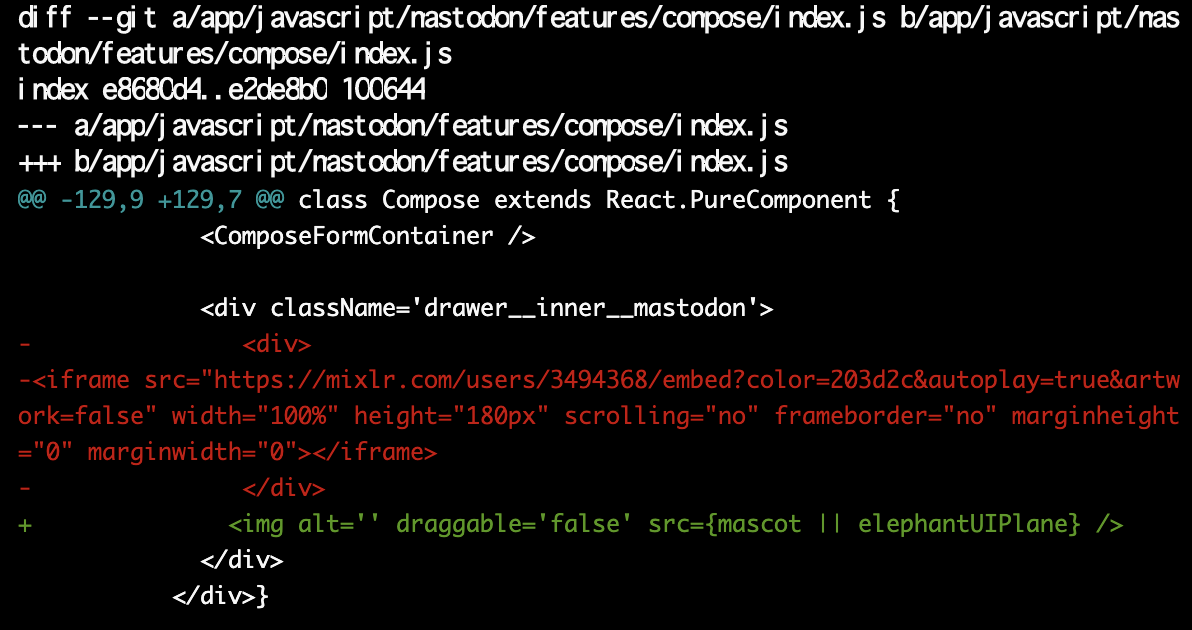 diff --git a/app/javascript/mastodon/features/compose/index.js b/app/javascript/mas
todon/features/compose/index.js
index e8680d4..e2de8b0 100644
--- a/app/javascript/mastodon/features/compose/index.js
+++ b/app/javascript/mastodon/features/compose/index.js
@@ -129,9 +129,7 @@ class Compose extends React.PureComponent {
             <ComposeFormContainer />
             <div className='drawer__inner__mastodon'>
-               <div>
-<iframe src="https://mixlr.com/users/3494368/embed?color=203d2c&autoplay=true&artw
ork=false" width="100%" height="180px" scrolling="no" frameborder="no" marginheight
="0" marginwidth="0"></iframe>
-               </div>
+              <img alt='' draggable='false' src={mascot || elephantUIPlane} />
             </div>
           </div>}